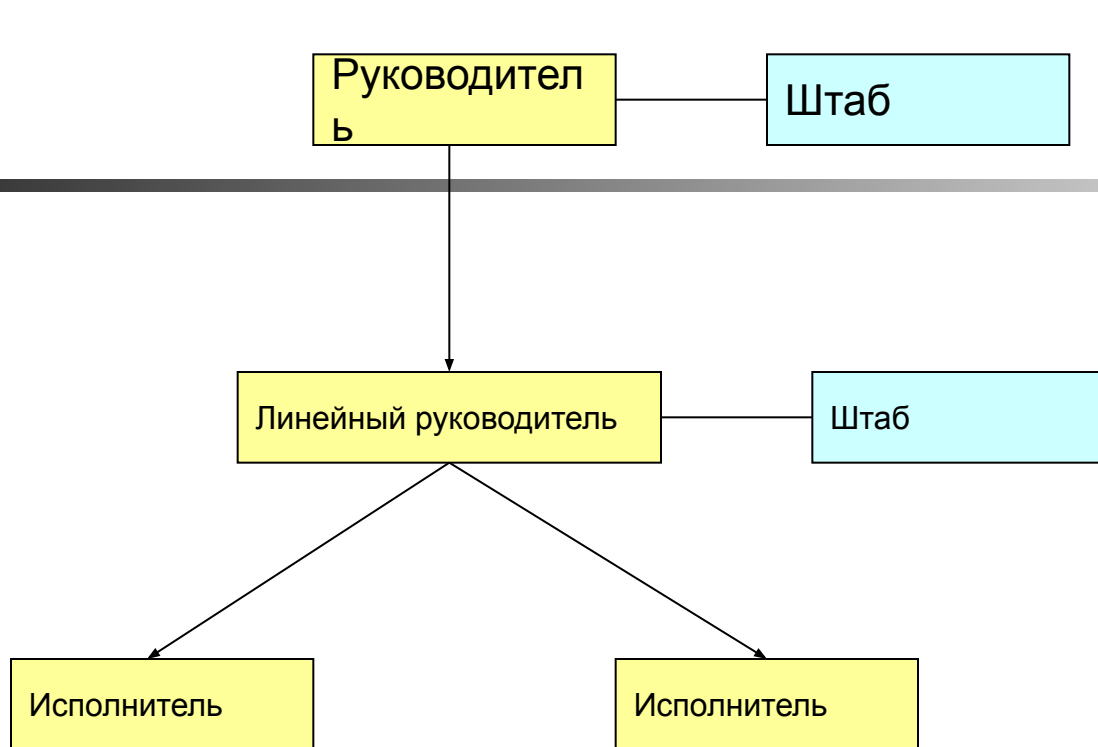 Руководител
ь
Штаб
Линейный руководитель
Штаб
Исполнитель
Исполнитель